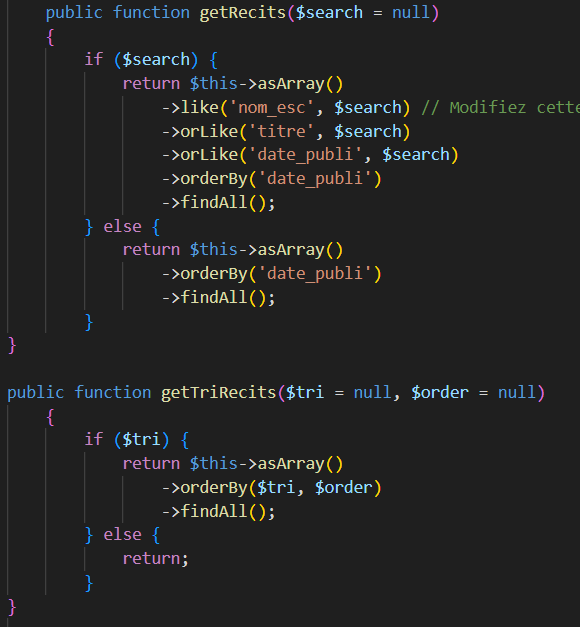 public function getRecits($search = null)
{
if ($search) {
return $this->asArray()
->like('nom_esc', $search) // Modifiez cette
->orLike('titre', $search)
->orLike('date_publi', $search)
->orderBy('date_publi')
->findAll();
} else {
return $this->asArray()
->orderBy('date_publi')
->findAll();
}
}
public function getTriRecits($tri = null, $order = null)
{
if ($tri) {
return $this->asArray()
->orderBy($tri, $order)
->findAll();
} else {
return;
}
}